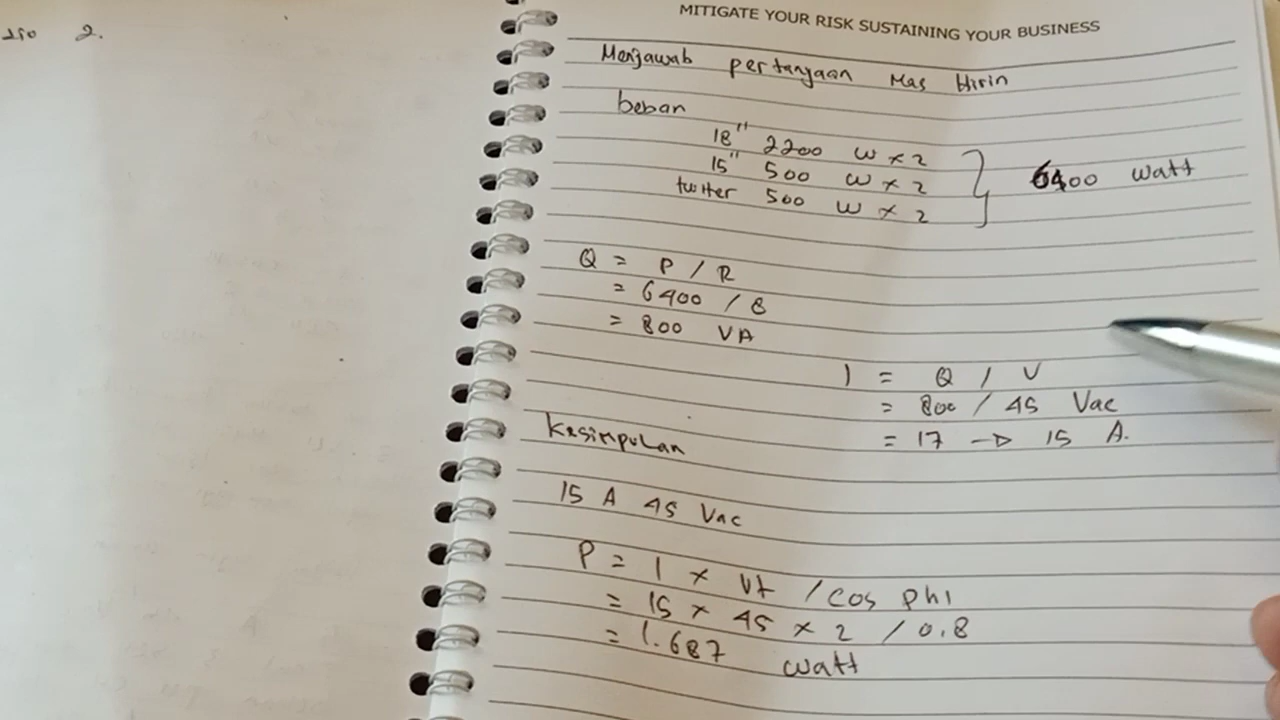 2.
MITIGATE YOUR RISK SUSTAINING YOUR BUSINESS
Menjawab pertanyaan Mas Hirin
beban
18" 2200 W x 2
15" 500 W x 2
twiter 500 W x 2
} 6400 watt
Q = P / R
= 6400 / 8
= 800 VA
I = Q / V
= 800 / 45 Vac
= 17 → 15 A.
Kesimpulan
15 A 45 Vac
P = I x Vt / cos phi
= 15 x 45 x 2 / 0.8
= 1.687 watt